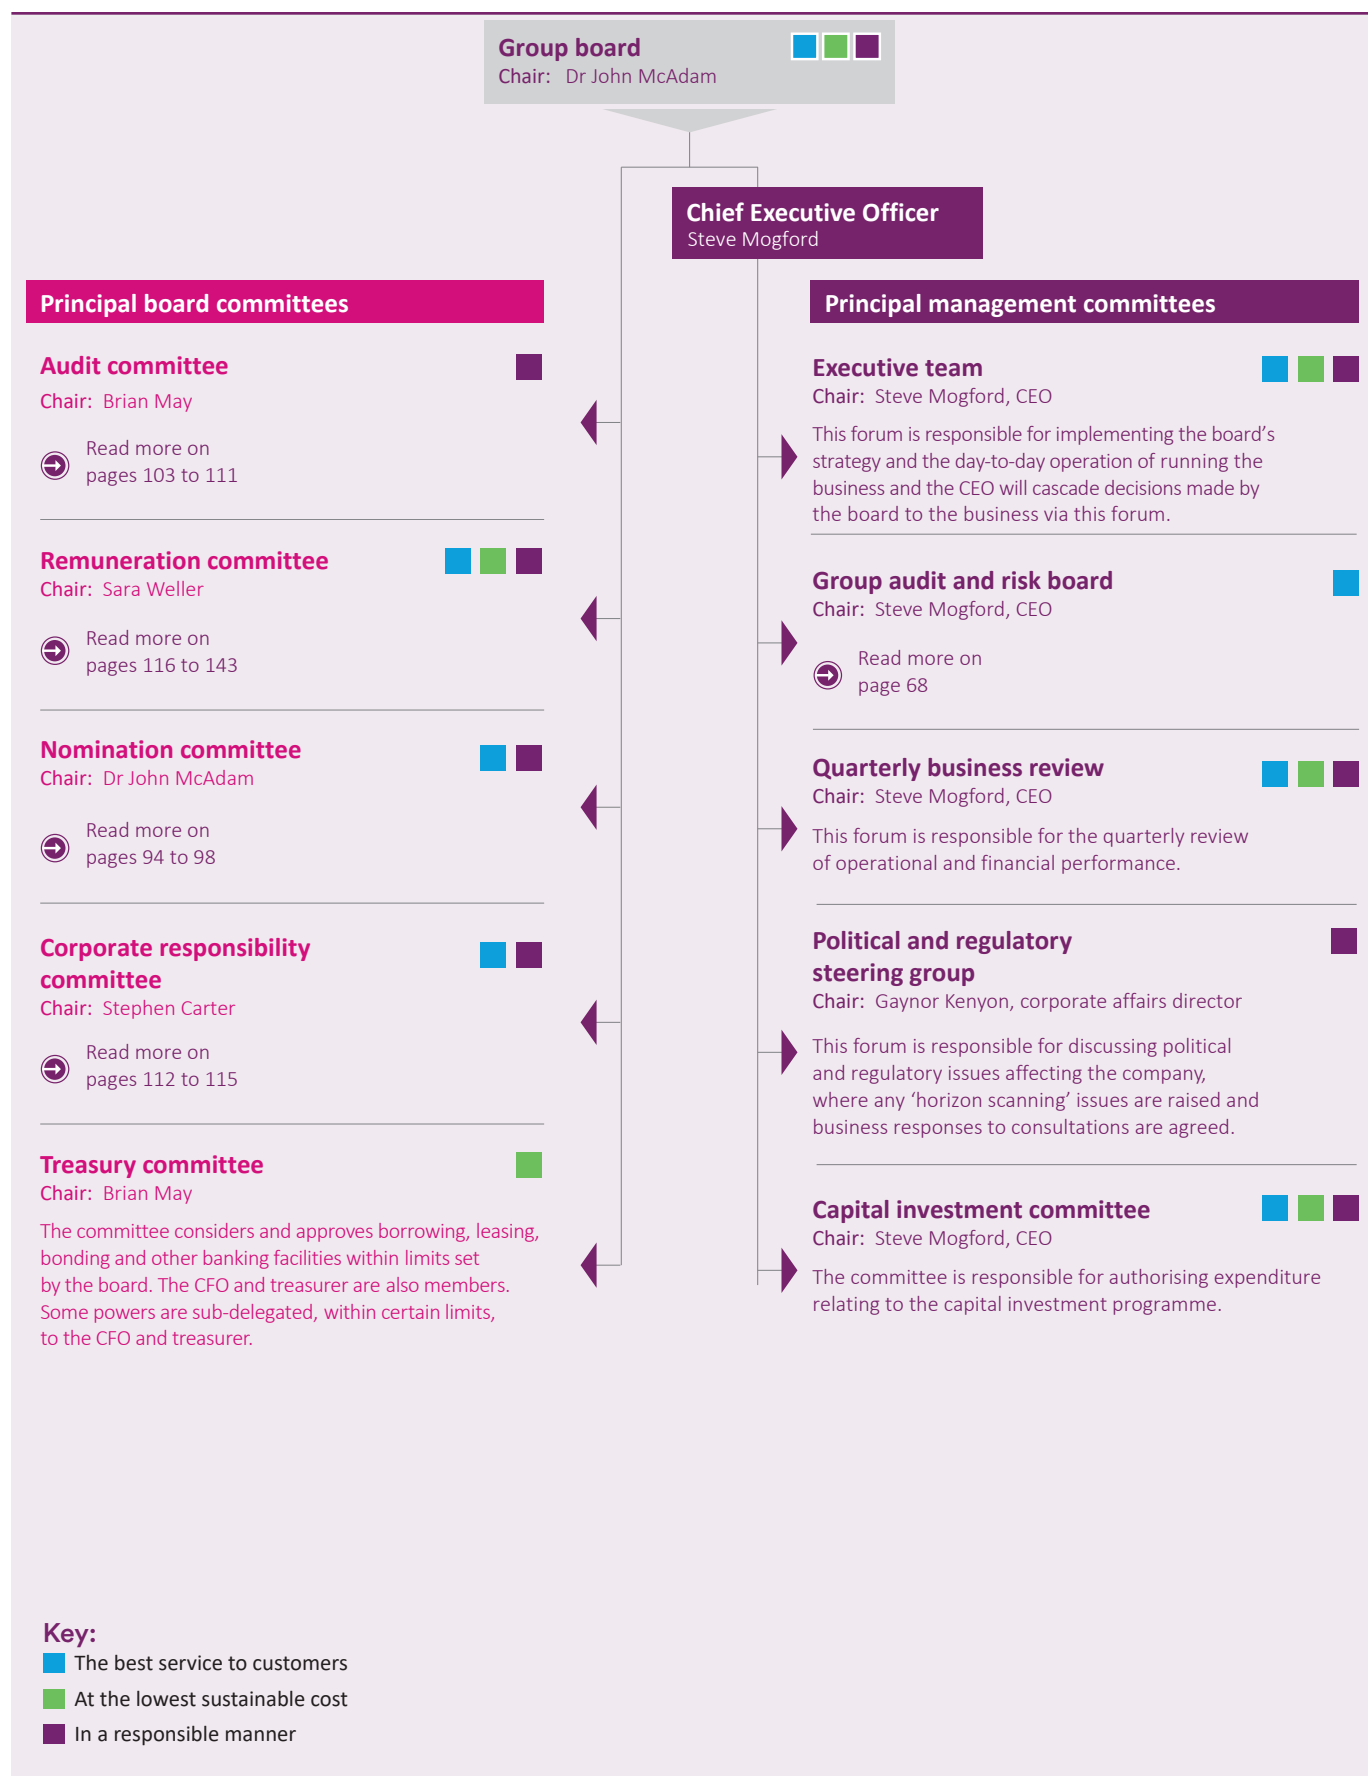 Group board
Chair: Dr John McAdam
Chief Executive Officer
Steve Mogford
Principal board committees
Audit committee
Chair: Brian May
Read more on
pages 103 to 111
Remuneration committee
Chair: Sara Weller
Read more on
pages 116 to 143
Nomination committee
Chair: Dr John McAdam
Read more on
pages 94 to 98
Corporate responsibility
committee
Chair: Stephen Carter
Read more on
pages 112 to 115
Treasury committee
Chair: Brian May
The committee considers and approves borrowing, leasing,
bonding and other banking facilities within limits set
by the board. The CFO and treasurer are also members.
Some powers are sub-delegated, within certain limits,
to the CFO and treasurer.
Principal management committees
Executive team
Chair: Steve Mogford, CEO
This forum is responsible for implementing the board’s
strategy and the day-to-day operation of running the
business and the CEO will cascade decisions made by
the board to the business via this forum.
Group audit and risk board
Chair: Steve Mogford, CEO
Read more on
page 68
Quarterly business review
Chair: Steve Mogford, CEO
This forum is responsible for the quarterly review
of operational and financial performance.
Political and regulatory
steering group
Chair: Gaynor Kenyon, corporate affairs director
This forum is responsible for discussing political
and regulatory issues affecting the company,
where any ‘horizon scanning’ issues are raised and
business responses to consultations are agreed.
Capital investment committee
Chair: Steve Mogford, CEO
The committee is responsible for authorising expenditure
relating to the capital investment programme.
Key:
The best service to customers
At the lowest sustainable cost
In a responsible manner